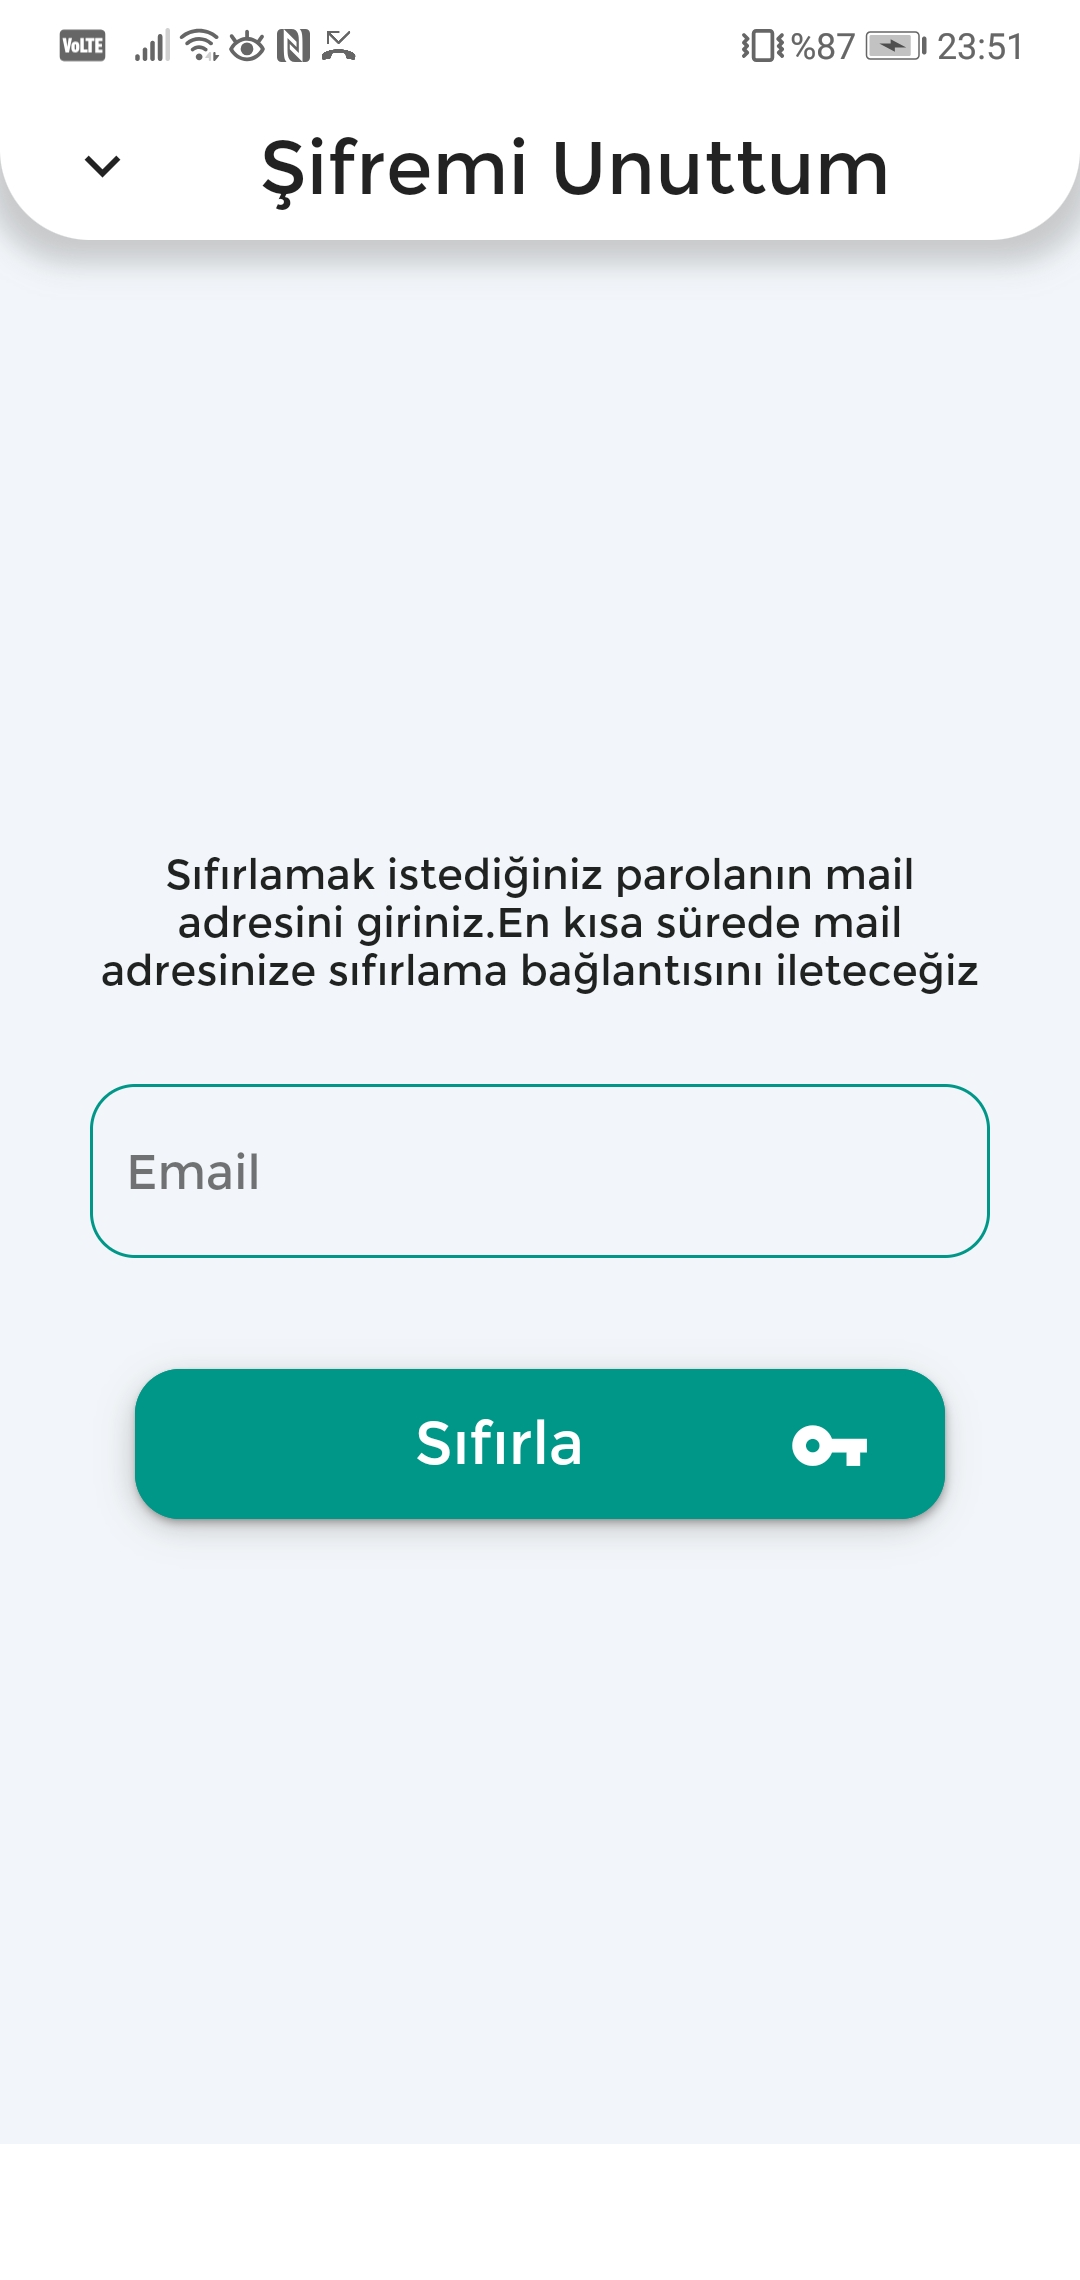 VoLTE %87 23:51
Şifremi Unuttum
Sıfırlamak istediğiniz parolanın mail
adresini giriniz.En kısa sürede mail
adresinize sıfırlama bağlantısını ileteceğiz
Email
Sıfırla